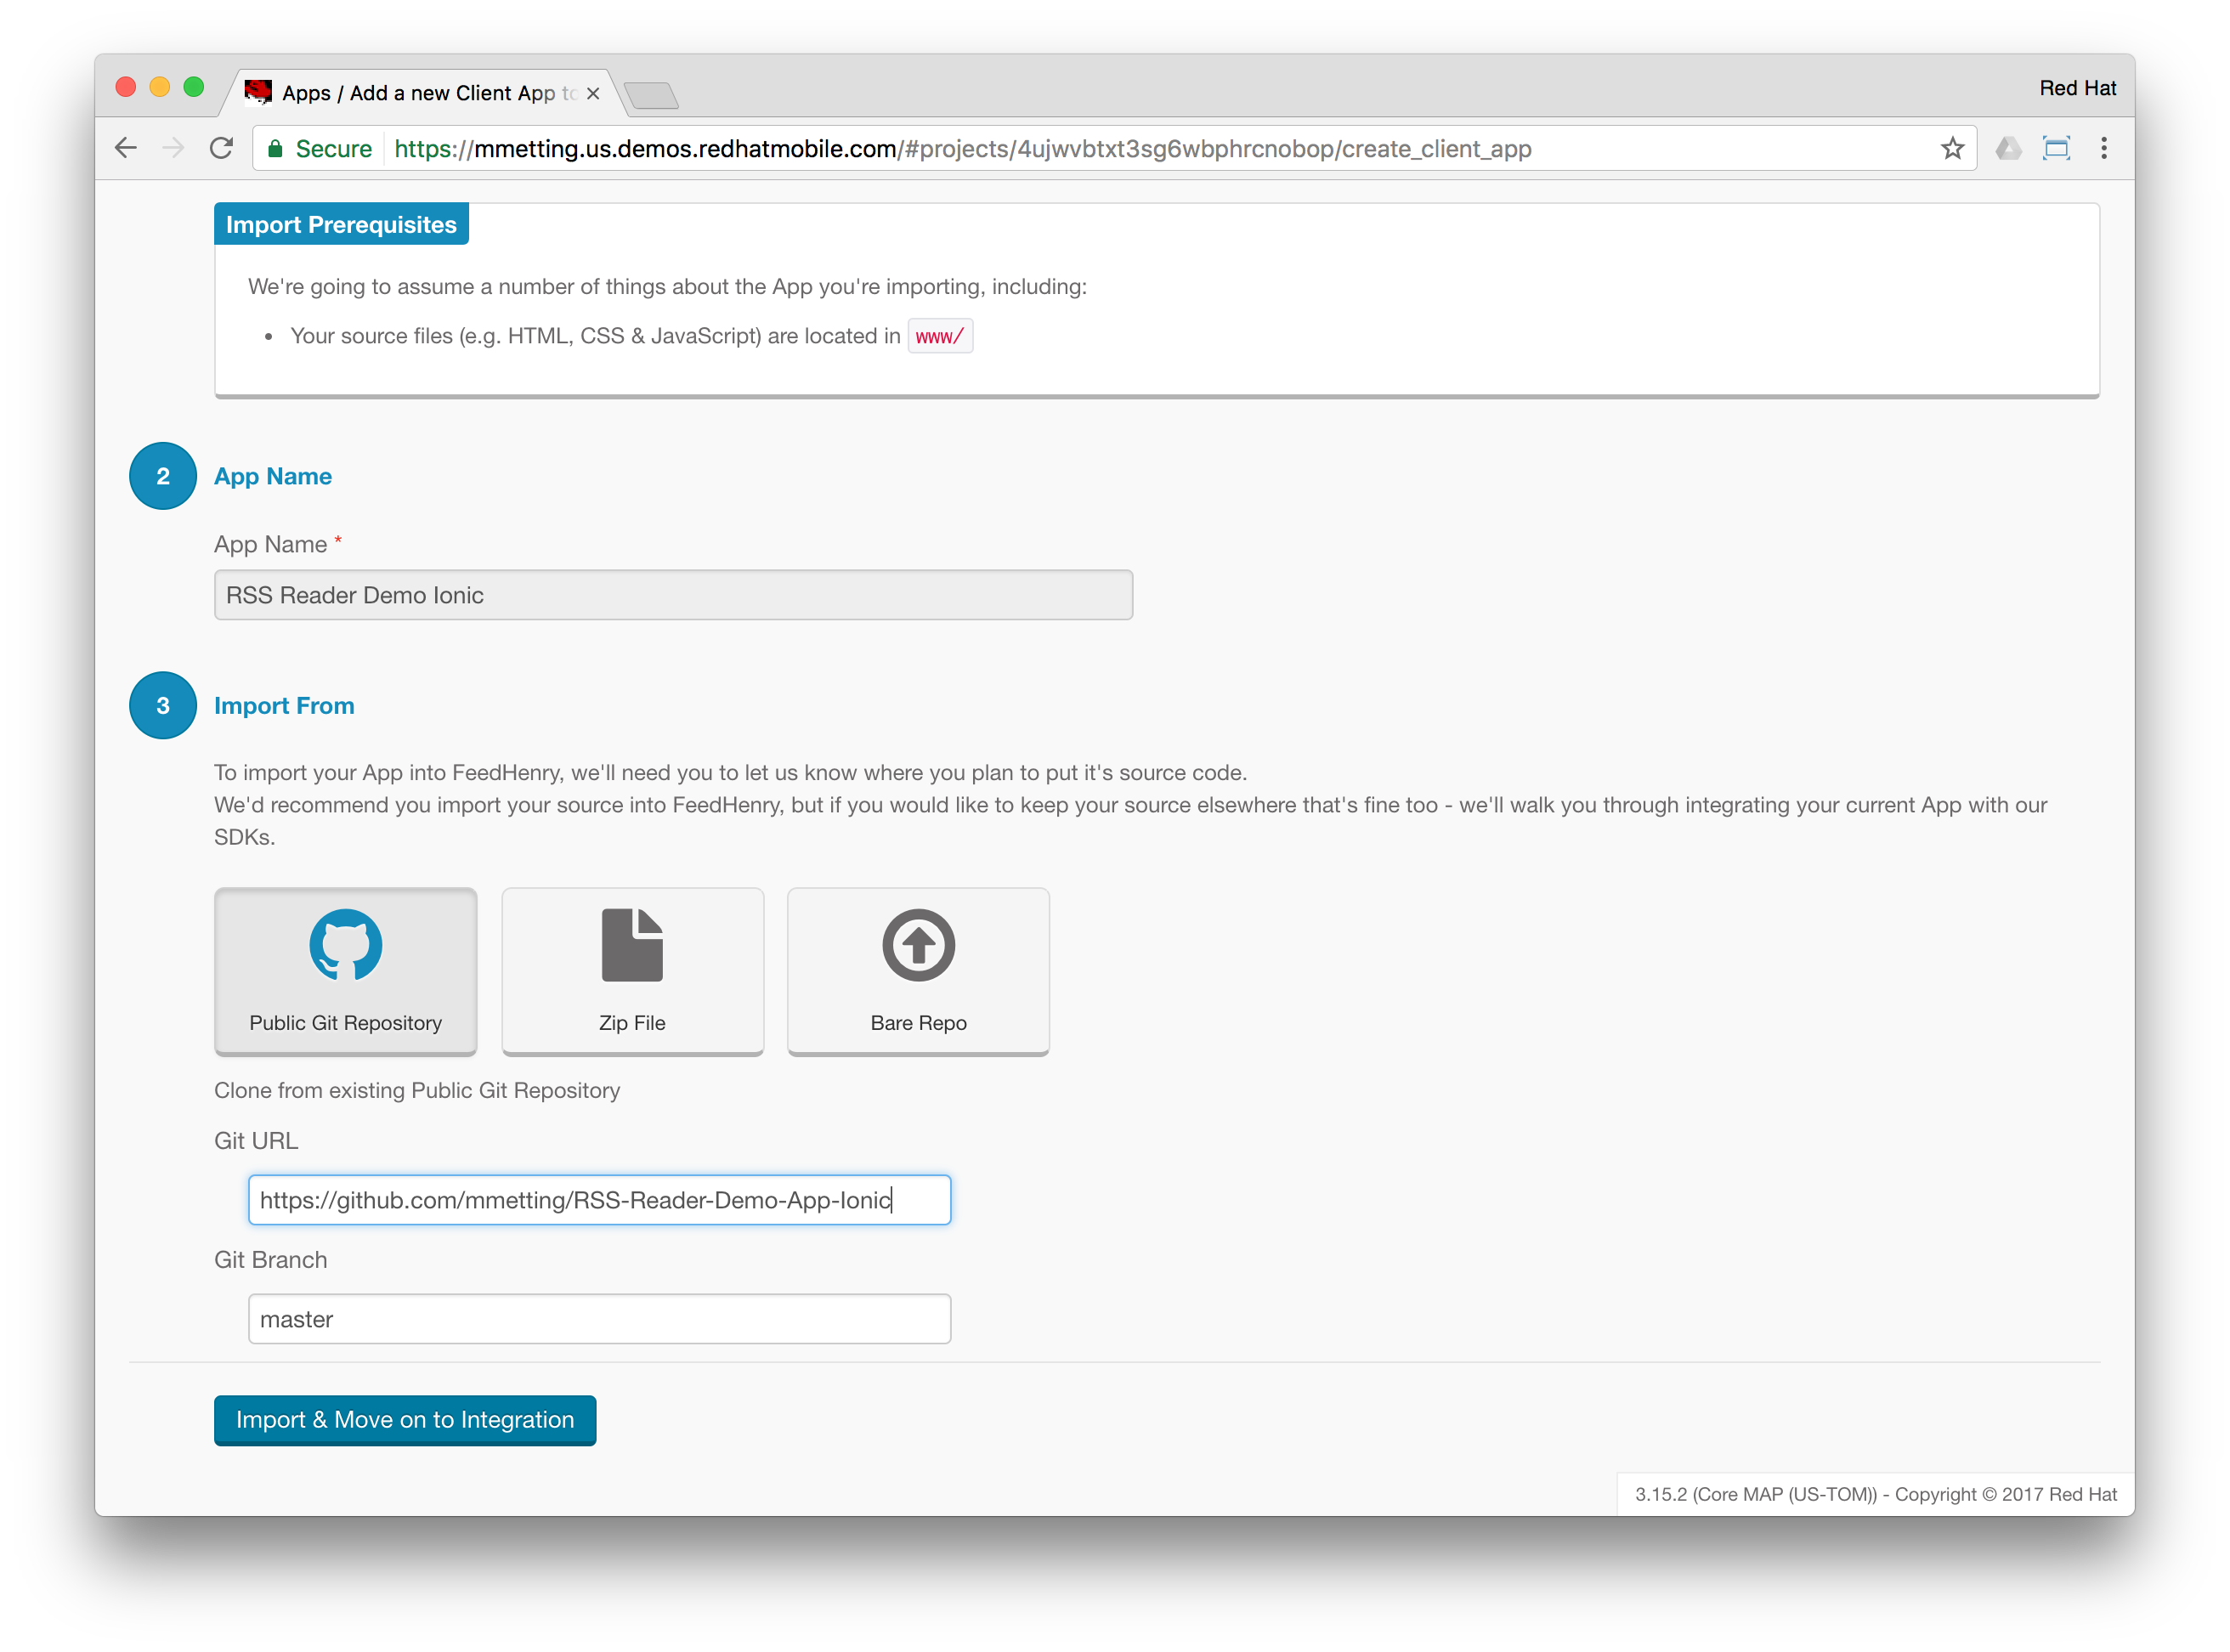 Apps / Add a new Client App to
Red Hat
Secure https://mmetting.us.demos.redhatmobile.com/#projects/4ujwvbtxt3sg6wbphrcnobop/create_client_app
Import Prerequisites
We're going to assume a number of things about the App you're importing, including:
• Your source files (e.g. HTML, CSS & JavaScript) are located in www/
2 App Name
App Name *
RSS Reader Demo Ionic
3 Import From
To import your App into FeedHenry, we'll need you to let us know where you plan to put it's source code.
We'd recommend you import your source into FeedHenry, but if you would like to keep your source elsewhere that's fine too - we'll walk you through integrating your current App with our
SDKs.
Public Git Repository
Zip File
Bare Repo
Clone from existing Public Git Repository
Git URL
https://github.com/mmetting/RSS-Reader-Demo-App-Ionic
Git Branch
master
Import & Move on to Integration
3.15.2 (Core MAP (US-TOM)) - Copyright © 2017 Red Hat